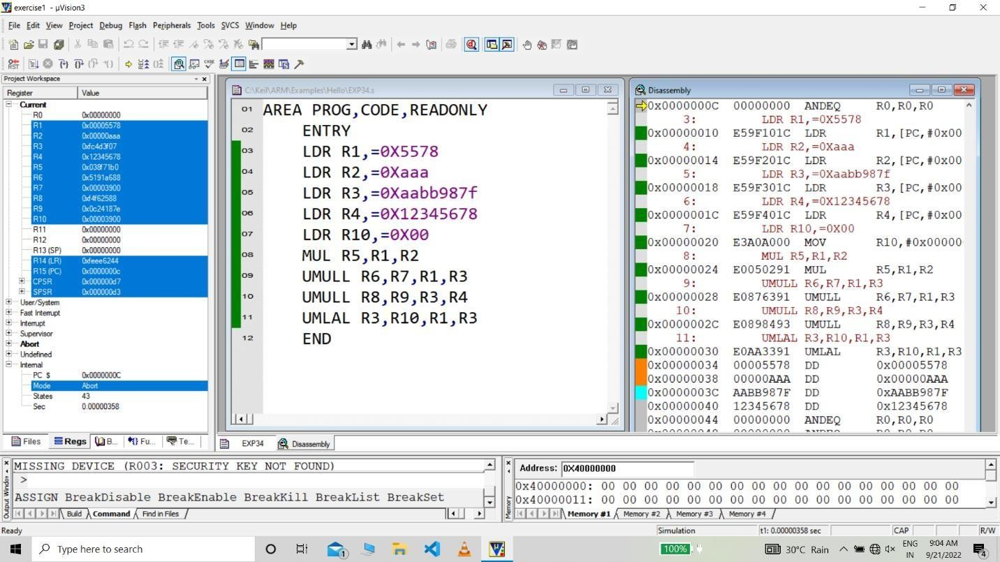 exercise1 - µVision3
File Edit View Project Debug Flash Peripherals Tools SVCS Window Help
Project Workspace
Register Value
Current
R0 0x00000000
R1 0x00005578
R2 0x00000aaa
R3 0xfc4d3f07
R4 0x12345678
R5 0x038f71b0
R6 0x5191a688
R7 0x00003900
R8 0xf4f62588
R9 0x0c24187e
R10 0x00003900
R11 0x00000000
R12 0x00000000
R13 (SP) 0x00000000
R14 (LR) 0xfeee6244
R15 (PC) 0x0000000c
CPSR 0x000000d7
SPSR 0x000000d3
User/System
Fast Interrupt
Interrupt
Supervisor
Abort
Undefined
Internal
PC $ 0x0000000C
Mode Abort
States 43
Sec 0.00000358
Files Regs B... Fu... Te...
C:\Keil\ARM\Examples\Hello\EXP34.s
01 AREA PROG,CODE,READONLY
02 ENTRY
03 LDR R1,=0X5578
04 LDR R2,=0Xaaa
05 LDR R3,=0Xaabb987f
06 LDR R4,=0X12345678
07 LDR R10,=0X00
08 MUL R5,R1,R2
09 UMULL R6,R7,R1,R3
10 UMULL R8,R9,R3,R4
11 UMLAL R3,R10,R1,R3
12 END
EXP34 Disassembly
Disassembly
0x0000000C 00000000 ANDEQ R0,R0,R0
3: LDR R1,=0X5578
0x00000010 E59F101C LDR R1,[PC,#0x00
4: LDR R2,=0Xaaa
0x00000014 E59F201C LDR R2,[PC,#0x00
5: LDR R3,=0Xaabb987f
0x00000018 E59F301C LDR R3,[PC,#0x00
6: LDR R4,=0X12345678
0x0000001C E59F401C LDR R4,[PC,#0x00
7: LDR R10,=0X00
0x00000020 E3A0A000 MOV R10,#0x00000
8: MUL R5,R1,R2
0x00000024 E0050291 MUL R5,R1,R2
9: UMULL R6,R7,R1,R3
0x00000028 E0876391 UMULL R6,R7,R1,R3
10: UMULL R8,R9,R3,R4
0x0000002C E0898493 UMULL R8,R9,R3,R4
11: UMLAL R3,R10,R1,R3
0x00000030 E0AA3391 UMLAL R3,R10,R1,R3
0x00000034 00005578 DD 0x00005578
0x00000038 00000AAA DD 0x00000AAA
0x0000003C AABB987F DD 0xAABB987F
0x00000040 12345678 DD 0x12345678
0x00000044 00000000 ANDEQ R0,R0,R0
Output Window
MISSING DEVICE (R003: SECURITY KEY NOT FOUND)
>
ASSIGN BreakDisable BreakEnable BreakKill BreakList BreakSet
Build Command Find in Files
Memory
Address: 0X40000000
0x40000000: 00 00 00 00 00 00 00 00 00 00 00 00 00 00 00 00 00
0x40000011: 00 00 00 00 00 00 00 00 00 00 00 00 00 00 00 00 00
Memory #1 Memory #2 Memory #3 Memory #4
Ready Simulation t1: 0.00000358 sec CAP R/W
Type here to search
1
100%
30°C Rain
ENG
IN
9:04 AM
9/21/2022
4